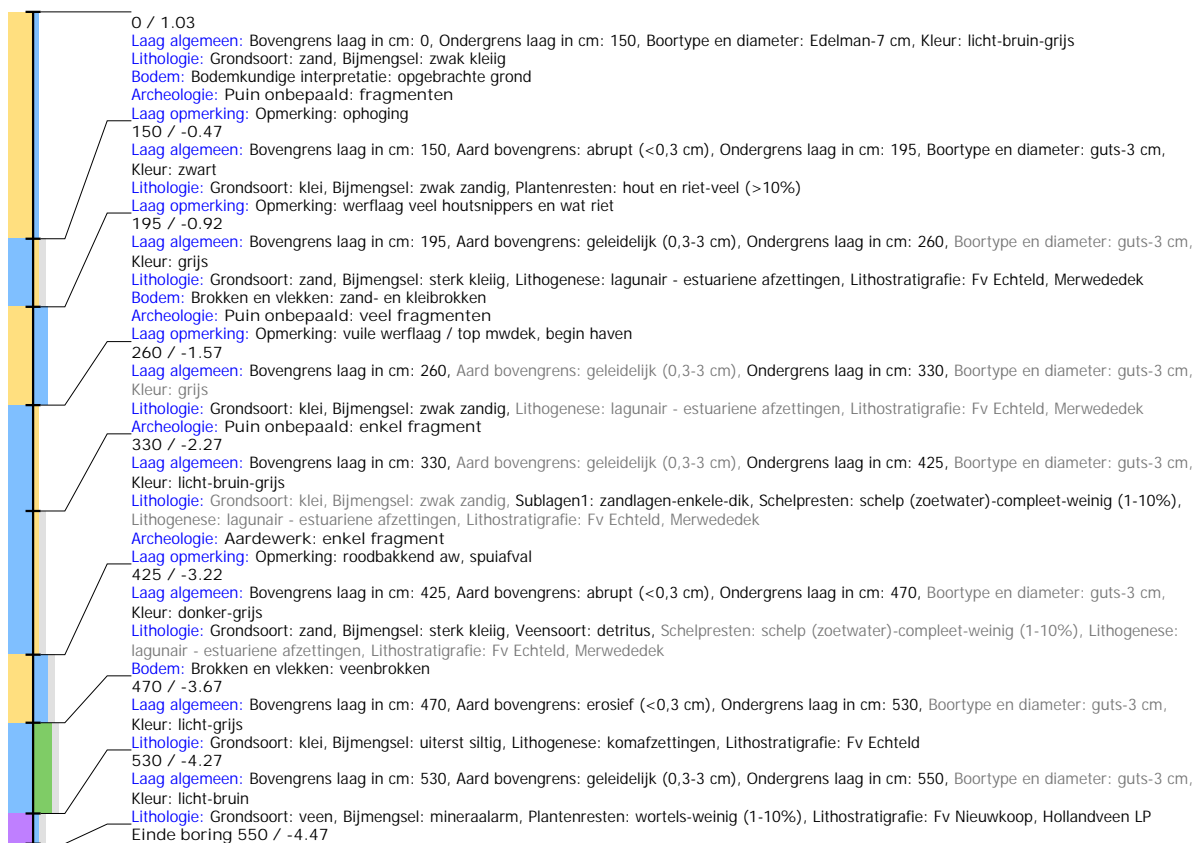 0 / 1.03
Laag algemeen: Bovengrens laag in cm: 0, Ondergrens laag in cm: 150, Boortype en diameter: Edelman-7 cm, Kleur: licht-bruin-grijs
Lithologie: Grondsoort: zand, Bijmengsel: zwak kleiig
Bodem: Bodemkundige interpretatie: opgebrachte grond
Archeologie: Puin onbepaald: fragmenten
Laag opmerking: Opmerking: ophoging
150 / -0.47
Laag algemeen: Bovengrens laag in cm: 150, Aard bovengrens: abrupt (<0,3 cm), Ondergrens laag in cm: 195, Boortype en diameter: guts-3 cm,
Kleur: zwart
Lithologie: Grondsoort: klei, Bijmengsel: zwak zandig, Plantenresten: hout en riet-veel (>10%)
Laag opmerking: Opmerking: werflaag veel houtsnippers en wat riet
195 / -0.92
Laag algemeen: Bovengrens laag in cm: 195, Aard bovengrens: geleidelijk (0,3-3 cm), Ondergrens laag in cm: 260, Boortype en diameter: guts-3 cm,
Kleur: grijs
Lithologie: Grondsoort: zand, Bijmengsel: sterk kleiig, Lithogenese: lagunair - estuariene afzettingen, Lithostratigrafie: Fv Echteld, Merwededek
Bodem: Brokken en vlekken: zand- en kleibrokken
Archeologie: Puin onbepaald: veel fragmenten
Laag opmerking: Opmerking: vuile werflaag / top mwdek, begin haven
260 / -1.57
Laag algemeen: Bovengrens laag in cm: 260, Aard bovengrens: geleidelijk (0,3-3 cm), Ondergrens laag in cm: 330, Boortype en diameter: guts-3 cm,
Kleur: grijs
Lithologie: Grondsoort: klei, Bijmengsel: zwak zandig, Lithogenese: lagunair - estuariene afzettingen, Lithostratigrafie: Fv Echteld, Merwededek
Archeologie: Puin onbepaald: enkel fragment
330 / -2.27
Laag algemeen: Bovengrens laag in cm: 330, Aard bovengrens: geleidelijk (0,3-3 cm), Ondergrens laag in cm: 425, Boortype en diameter: guts-3 cm,
Kleur: licht-bruin-grijs
Lithologie: Grondsoort: klei, Bijmengsel: zwak zandig, Sublagen1: zandlagen-enkele-dik, Schelpresten: schelp (zoetwater)-compleet-weinig (1-10%),
Lithogenese: lagunair - estuariene afzettingen, Lithostratigrafie: Fv Echteld, Merwededek
Archeologie: Aardewerk: enkel fragment
Laag opmerking: Opmerking: roodbakkend aw, spuiafval
425 / -3.22
Laag algemeen: Bovengrens laag in cm: 425, Aard bovengrens: abrupt (<0,3 cm), Ondergrens laag in cm: 470, Boortype en diameter: guts-3 cm,
Kleur: donker-grijs
Lithologie: Grondsoort: zand, Bijmengsel: sterk kleiig, Veensoort: detritus, Schelpresten: schelp (zoetwater)-compleet-weinig (1-10%), Lithogenese:
lagunair - estuariene afzettingen, Lithostratigrafie: Fv Echteld, Merwededek
Bodem: Brokken en vlekken: veenbrokken
470 / -3.67
Laag algemeen: Bovengrens laag in cm: 470, Aard bovengrens: erosief (<0,3 cm), Ondergrens laag in cm: 530, Boortype en diameter: guts-3 cm,
Kleur: licht-grijs
Lithologie: Grondsoort: klei, Bijmengsel: uiterst siltig, Lithogenese: komafzettingen, Lithostratigrafie: Fv Echteld
530 / -4.27
Laag algemeen: Bovengrens laag in cm: 530, Aard bovengrens: geleidelijk (0,3-3 cm), Ondergrens laag in cm: 550, Boortype en diameter: guts-3 cm,
Kleur: licht-bruin
Lithologie: Grondsoort: veen, Bijmengsel: mineraalarm, Plantenresten: wortels-weinig (1-10%), Lithostratigrafie: Fv Nieuwkoop, Hollandveen LP
Einde boring 550 / -4.47